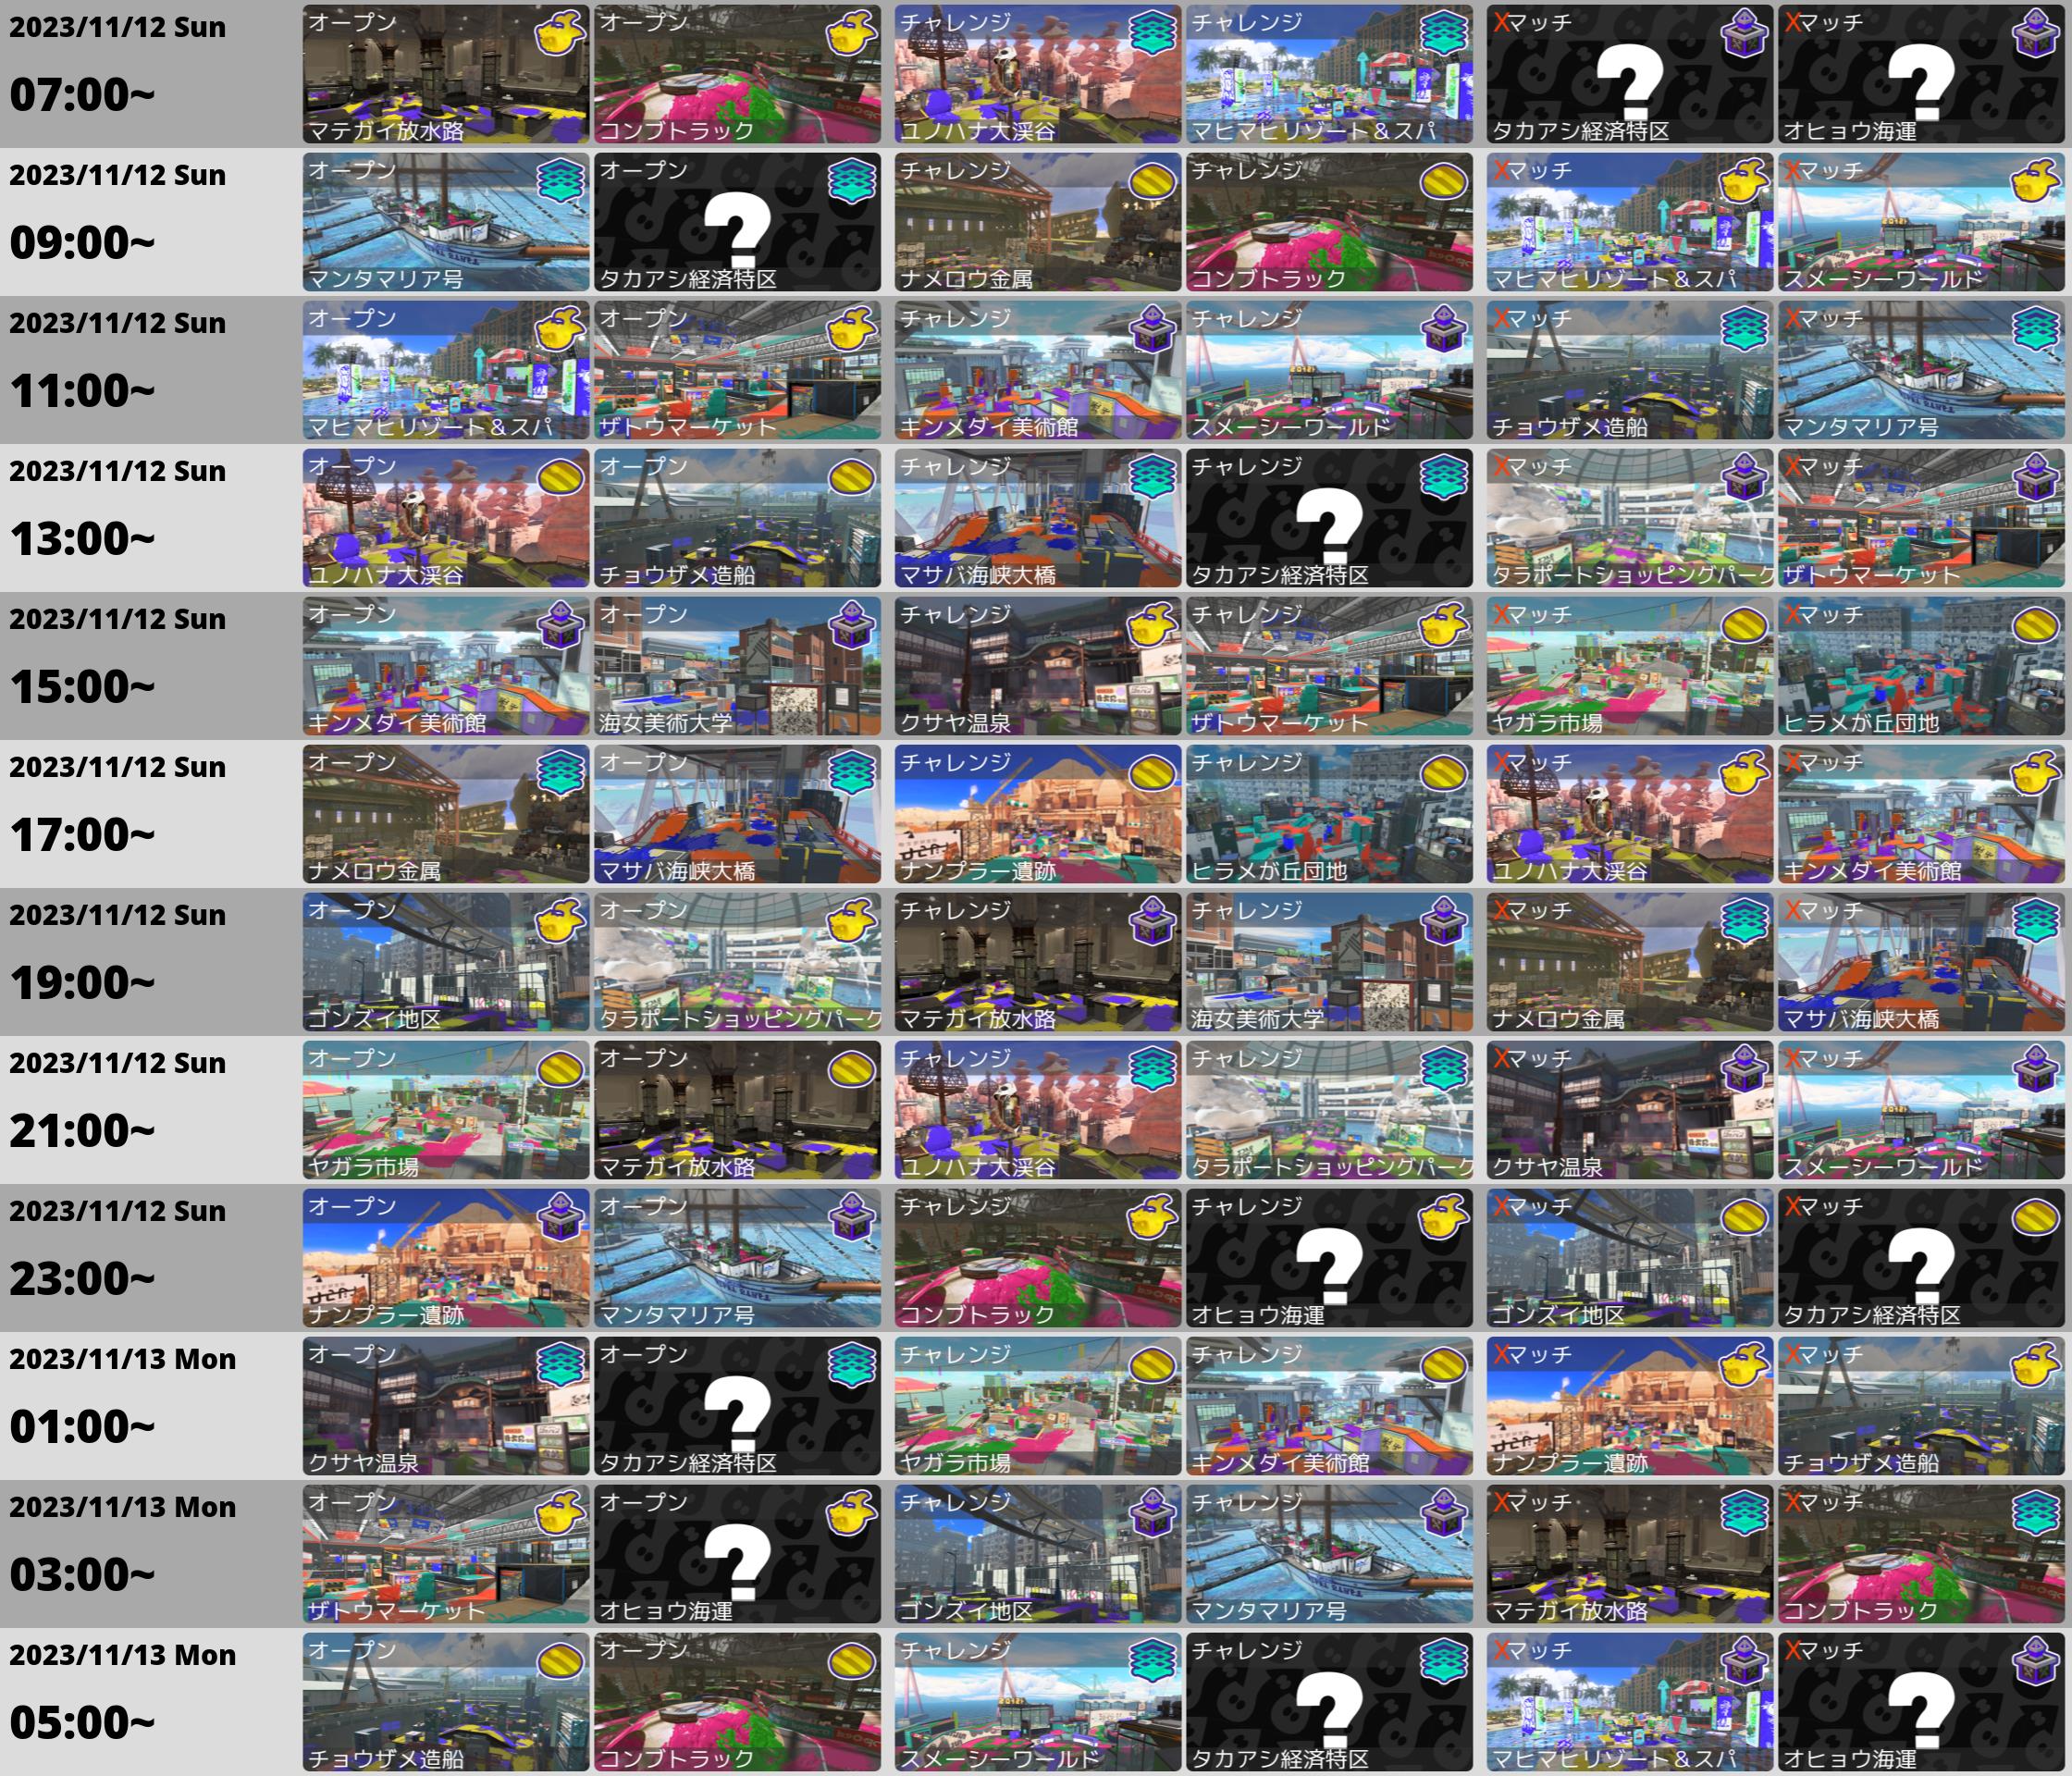 2023/11/12 Sun
07:00~
オープン オープン チャレンジ チャレンジ Xマッチ Xマッチ
マテガイ放水路 コンブトラック ユノハナ大渓谷 マヒマヒリゾート＆スパ タカアシ経済特区 オヒョウ海運
2023/11/12 Sun
09:00~
オープン オープン チャレンジ チャレンジ Xマッチ Xマッチ
マンタマリア号 タカアシ経済特区 ナメロウ金属 コンブトラック マヒマヒリゾート＆スパ スメーシーワールド
2023/11/12 Sun
11:00~
オープン オープン チャレンジ チャレンジ Xマッチ Xマッチ
マヒマヒリゾート＆スパ ザトウマーケット キンメダイ美術館 スメーシーワールド チョウザメ造船 マンタマリア号
2023/11/12 Sun
13:00~
オープン オープン チャレンジ チャレンジ Xマッチ Xマッチ
ユノハナ大渓谷 チョウザメ造船 マサバ海峡大橋 タカアシ経済特区 タラポートショッピングパーク ザトウマーケット
2023/11/12 Sun
15:00~
オープン オープン チャレンジ チャレンジ Xマッチ Xマッチ
キンメダイ美術館 海女美術大学 クサヤ温泉 ザトウマーケット ヤガラ市場 ヒラメが丘団地
2023/11/12 Sun
17:00~
オープン オープン チャレンジ チャレンジ Xマッチ Xマッチ
ナメロウ金属 マサバ海峡大橋 ナンプラー遺跡 ヒラメが丘団地 ユノハナ大渓谷 キンメダイ美術館
2023/11/12 Sun
19:00~
オープン オープン チャレンジ チャレンジ Xマッチ Xマッチ
ゴンズイ地区 タラポートショッピングパーク マテガイ放水路 海女美術大学 ナメロウ金属 マサバ海峡大橋
2023/11/12 Sun
21:00~
オープン オープン チャレンジ チャレンジ Xマッチ Xマッチ
ヤガラ市場 マテガイ放水路 ユノハナ大渓谷 タラポートショッピングパーク クサヤ温泉 スメーシーワールド
2023/11/12 Sun
23:00~
オープン オープン チャレンジ チャレンジ Xマッチ Xマッチ
ナンプラー遺跡 マンタマリア号 コンブトラック オヒョウ海運 ゴンズイ地区 タカアシ経済特区
2023/11/13 Mon
01:00~
オープン オープン チャレンジ チャレンジ Xマッチ Xマッチ
クサヤ温泉 タカアシ経済特区 ヤガラ市場 キンメダイ美術館 ナンプラー遺跡 チョウザメ造船
2023/11/13 Mon
03:00~
オープン オープン チャレンジ チャレンジ Xマッチ Xマッチ
ザトウマーケット オヒョウ海運 ゴンズイ地区 マンタマリア号 マテガイ放水路 コンブトラック
2023/11/13 Mon
05:00~
オープン オープン チャレンジ チャレンジ Xマッチ Xマッチ
チョウザメ造船 コンブトラック スメーシーワールド タカアシ経済特区 マヒマヒリゾート＆スパ オヒョウ海運